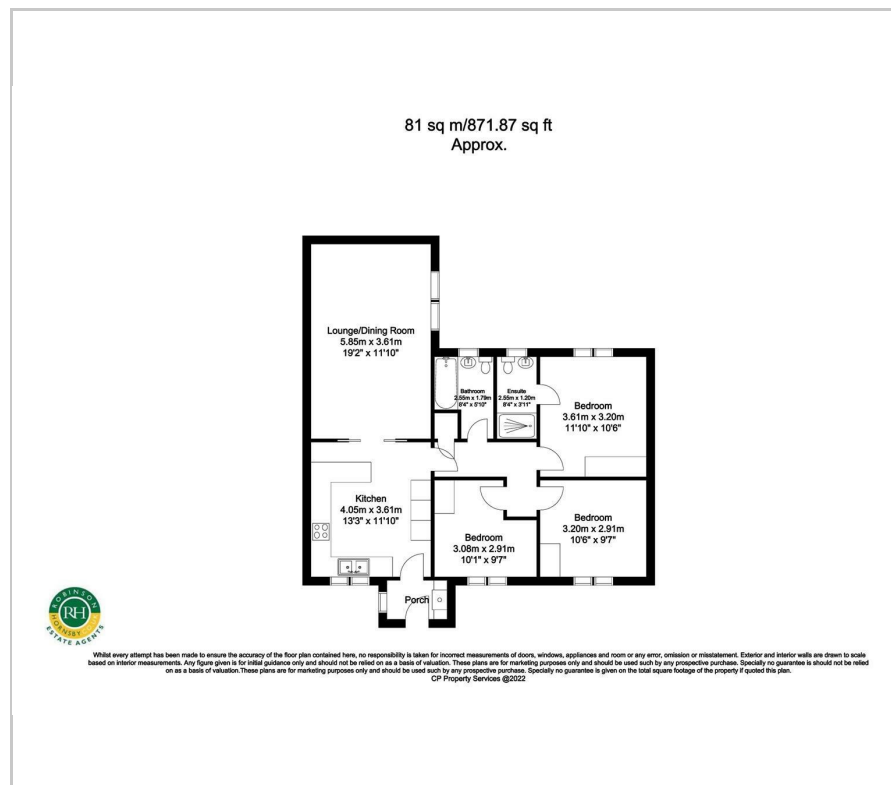 81 sq m/871.87 sq ft
Approx.
Lounge/Dining Room
5.85m x 3.61m
19'2" x 11'10"
Bathroom
2.55m x 1.79m
8'4" x 5'10"
Ensuite
2.55m x 1.20m
8'4" x 3'11"
Bedroom
3.61m x 3.20m
11'10" x 10'6"
Kitchen
4.05m x 3.61m
13'3" x 11'10"
Bedroom
3.08m x 2.91m
10'1" x 9'7"
Bedroom
3.20m x 2.91m
10'6" x 9'7"
Porch
ROBINSON
RH
HORNSBY
ESTATE AGENTS
Whilst every attempt has been made to ensure the accuracy of the floor plan contained here, no responsibility is taken for incorrect measurements of doors, windows, appliances and room or any error, omission or misstatement. Exterior and interior walls are drawn to scale
based on interior measurements. Any figure given is for initial guidance only and should not be relied on as a basis of valuation. These plans are for marketing purposes only and should be used such by any prospective purchase. Specially no guarantee is should not be relied
on as a basis of valuation.These plans are for marketing purposes only and should be used such by any prospective purchase. Specially no guarantee is given on the total square footage of the property if quoted this plan.
CP Property Services @2022